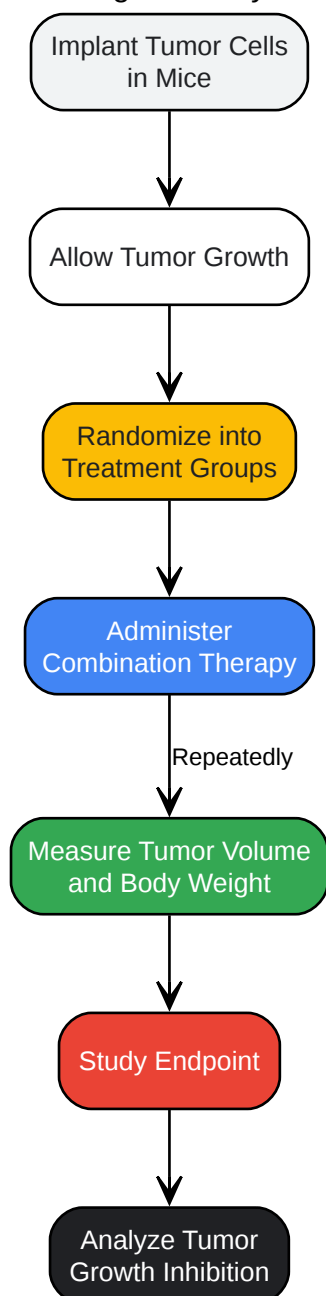 Implant Tumor Cells
in Mice
Allow Tumor Growth
Randomize into
Treatment Groups
Administer
Combination Therapy
Repeatedly
Measure Tumor Volume
and Body Weight
Study Endpoint
Analyze Tumor
Growth Inhibition